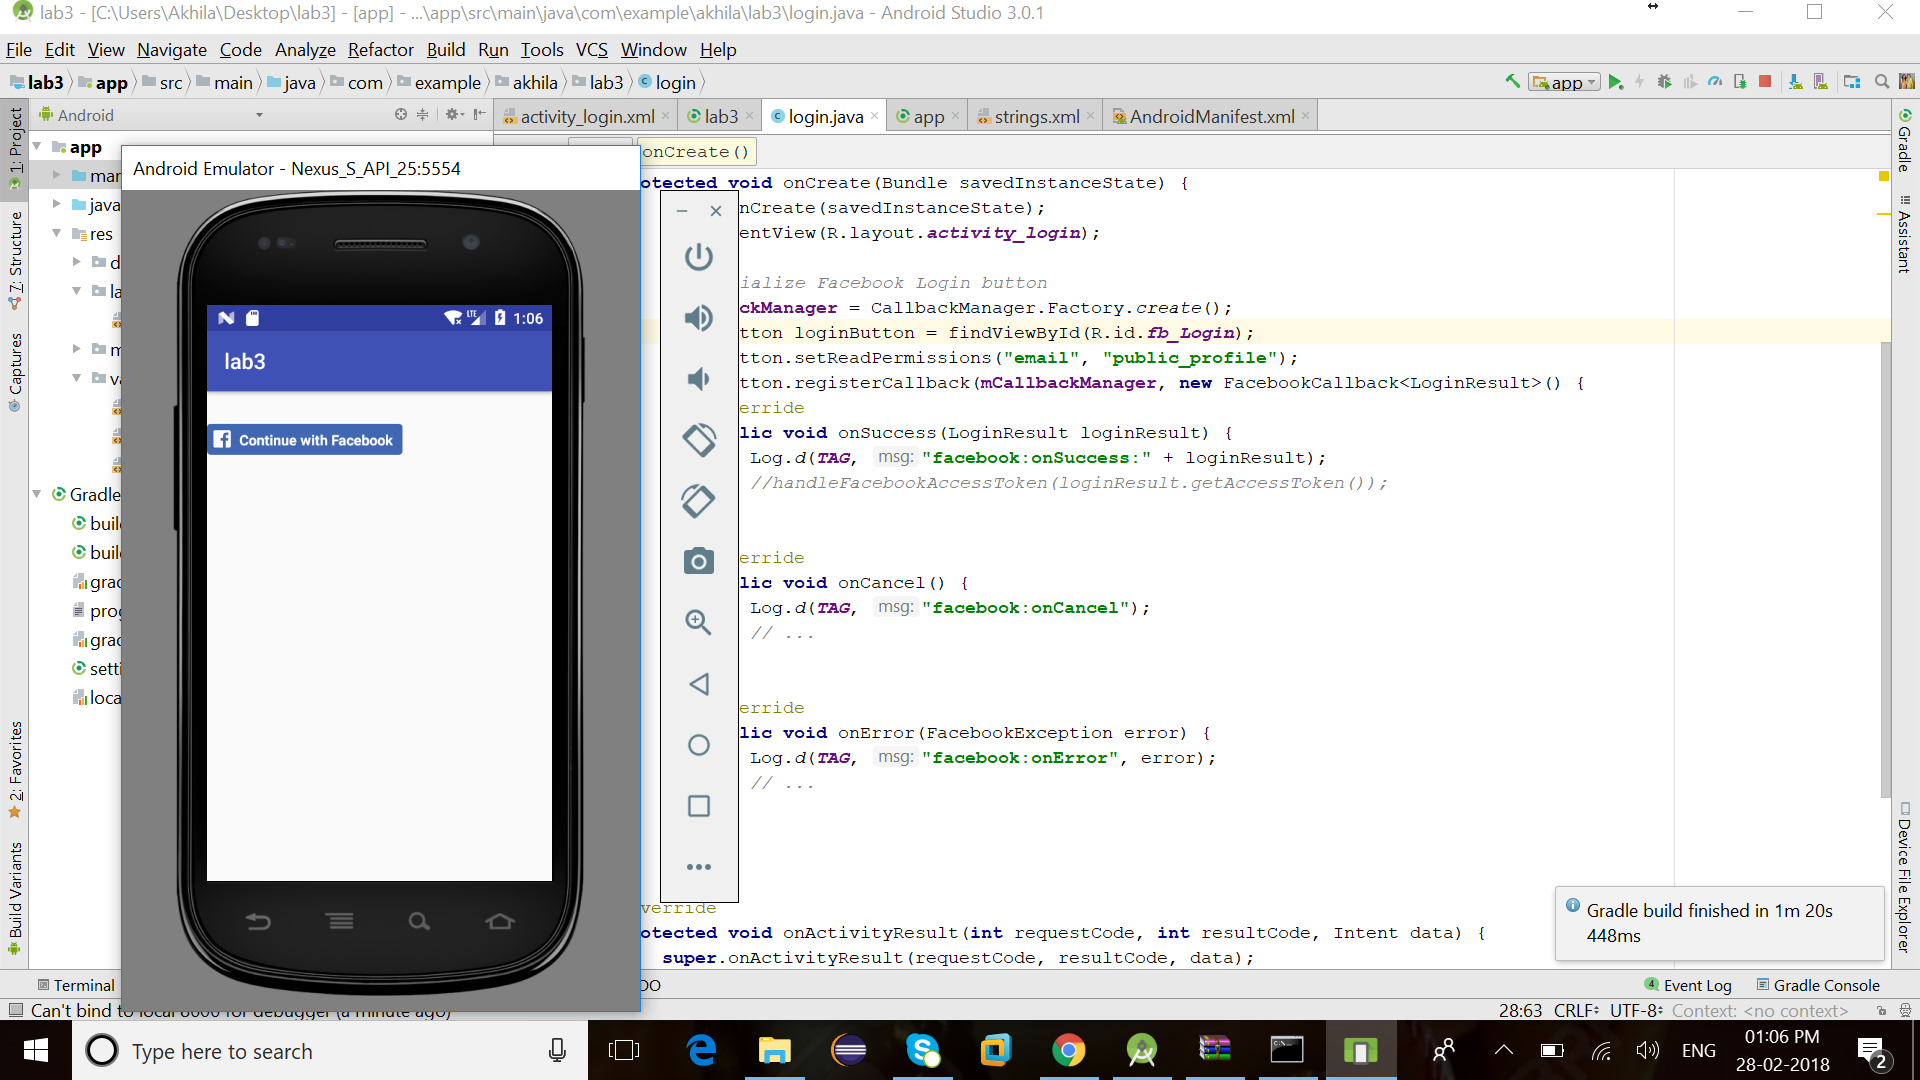 lab3 - [C:\Users\Akhila\Desktop\lab3] - [app] - ...\app\src\main\java\com\example\akhila\lab3\login.java - Android Studio 3.0.1
File Edit View Navigate Code Analyze Refactor Build Run Tools VCS Window Help
lab3 app src main java com example akhila lab3 login
app
Android
activity_login.xml lab3 login.java app strings.xml AndroidManifest.xml
1: Project
7: Structure
Captures
2: Favorites
Build Variants
app
mar
java
res
d
la
m
va
Gradle
buil
buil
grad
prog
grad
setti
loca
Android Emulator - Nexus_S_API_25:5554
LTE 1:06
lab3
Continue with Facebook
onCreate()
otected void onCreate(Bundle savedInstanceState) {
nCreate(savedInstanceState);
entView(R.layout.activity_login);
ialize Facebook Login button
ckManager = CallbackManager.Factory.create();
tton loginButton = findViewById(R.id.fb_Login);
tton.setReadPermissions("email", "public_profile");
tton.registerCallback(mCallbackManager, new FacebookCallback<LoginResult>() {
erride
lic void onSuccess(LoginResult loginResult) {
Log.d(TAG, msg: "facebook:onSuccess:" + loginResult);
//handleFacebookAccessToken(loginResult.getAccessToken());
erride
lic void onCancel() {
Log.d(TAG, msg: "facebook:onCancel");
// ...
erride
lic void onError(FacebookException error) {
Log.d(TAG, msg: "facebook:onError", error);
// ...
verride
otected void onActivityResult(int requestCode, int resultCode, Intent data) {
super.onActivityResult(requestCode, resultCode, data);
Gradle
Assistant
Device File Explorer
Gradle build finished in 1m 20s
448ms
Terminal
DO
4 Event Log Gradle Console
Can't bind to local 8600 for debugger (a minute ago)
28:63 CRLF UTF-8 Context: <no context>
Type here to search
ENG
01:06 PM
28-02-2018
2